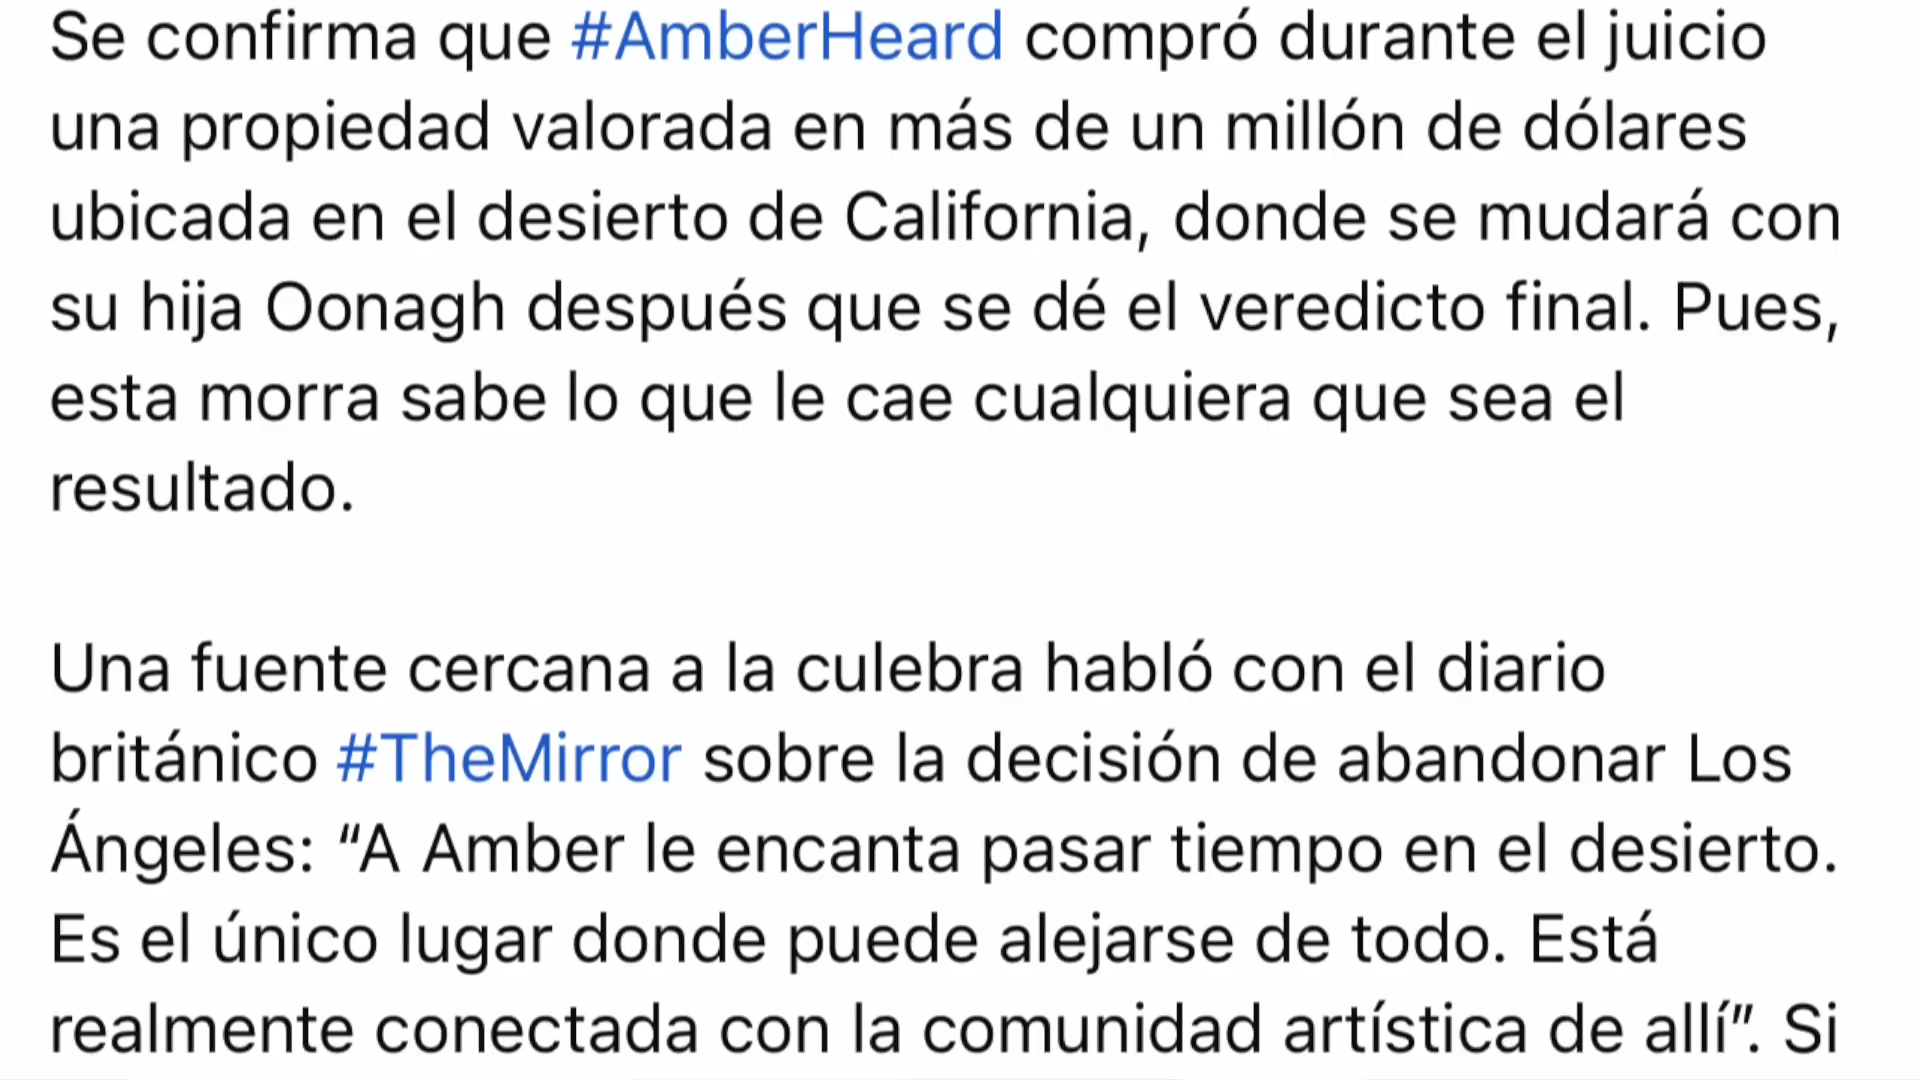 Se confirma que #AmberHeard compró durante el juicio
una propiedad valorada en más de un millón de dólares
ubicada en el desierto de California, donde se mudará con
su hija Oonagh después que se dé el veredicto final. Pues,
esta morra sabe lo que le cae cualquiera que sea el
resultado.
Una fuente cercana a la culebra habló con el diario
británico #TheMirror sobre la decisión de abandonar Los
Ángeles: “A Amber le encanta pasar tiempo en el desierto.
Es el único lugar donde puede alejarse de todo. Está
realmente conectada con la comunidad artística de allí”. Si